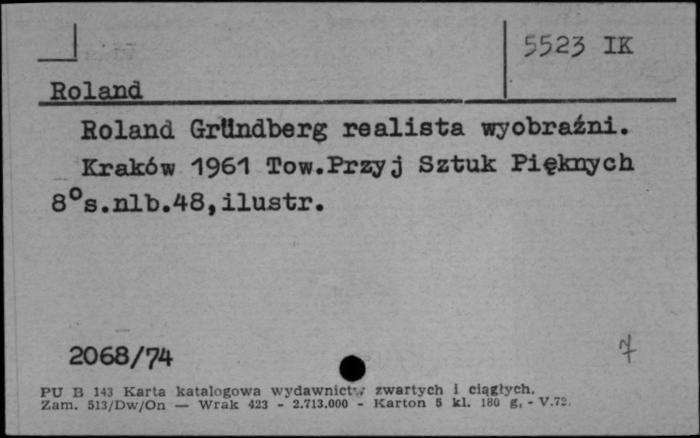 5523 IK
Roland
Roland Gründberg realista wyobraźni.
Kraków 1961 Tow.Przyj Sztuk Pięknych
8°s.nlb.48,ilustr.
2068/74
7
PU B 143 Karta katalogowa wydawnictw zwartych i ciągłych.
Zam. 513/Dw/On — Wrak 423 - 2.713.000 - Karton 5 kl. 180 g, - V.72.